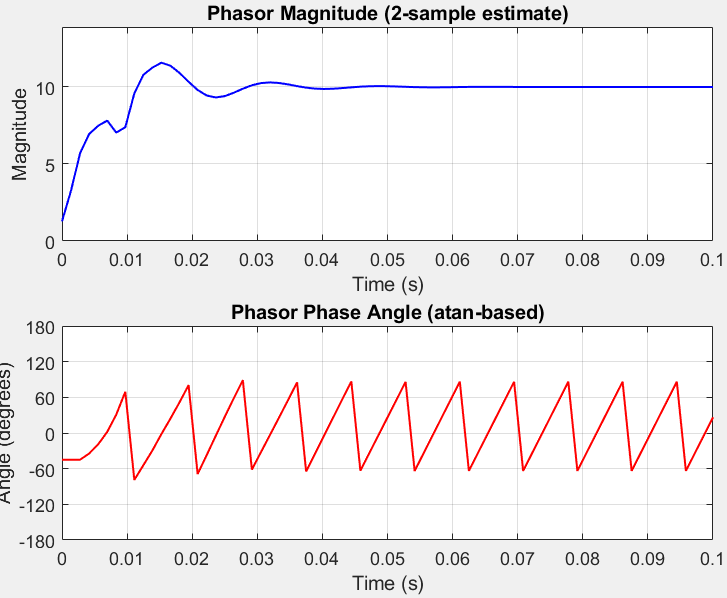 Phasor Magnitude (2-sample estimate)
10
5
0
Magnitude
0 0.01 0.02 0.03 0.04 0.05 0.06 0.07 0.08 0.09 0.1
Time (s)
Phasor Phase Angle (atan-based)
180
120
60
0
-60
-120
-180
Angle (degrees)
0 0.01 0.02 0.03 0.04 0.05 0.06 0.07 0.08 0.09 0.1
Time (s)